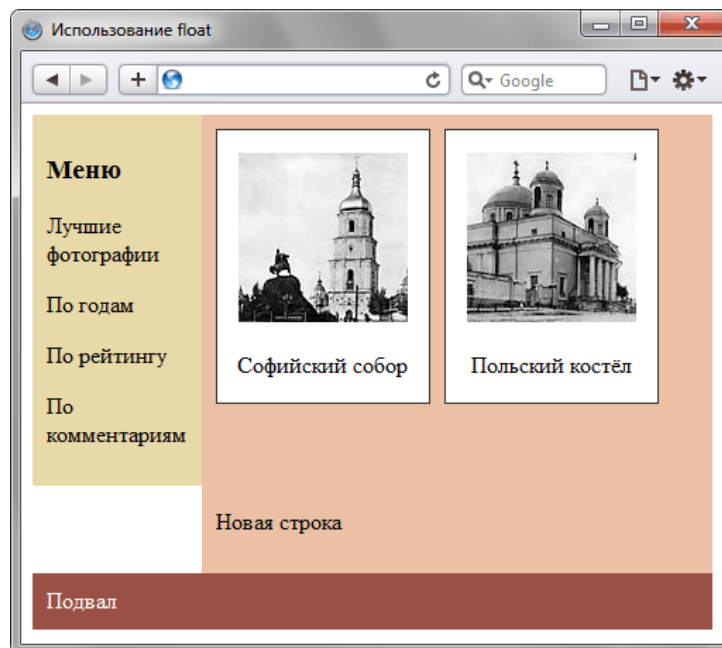 Использование float
Google
Меню
Лучшие
фотографии
По годам
По рейтингу
По
комментариям
Софийский собор
Польский костёл
Новая строка
Подвал